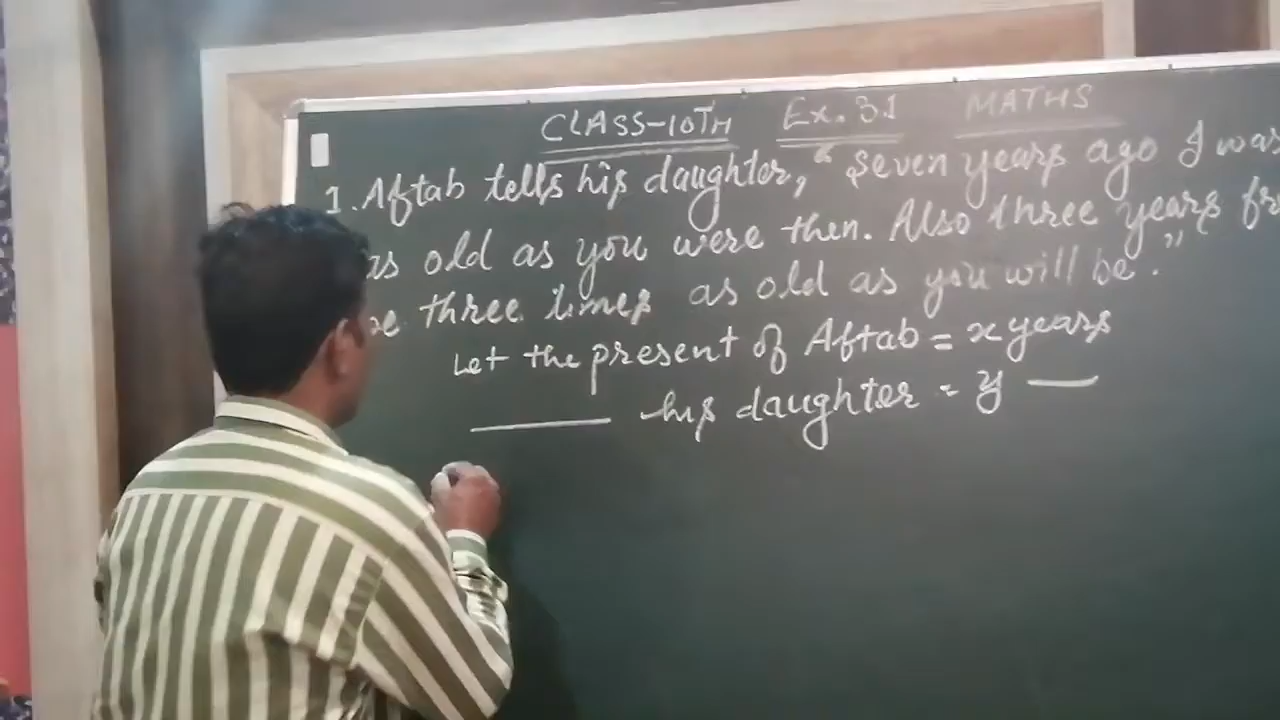 CLASS-10TH Ex. 3.1 MATHS
1. Aftab tells his daughter, "Seven years ago I was
as old as you were then. Also three years
be three times as old as you will be."
Let the present of Aftab = x years
his daughter = y